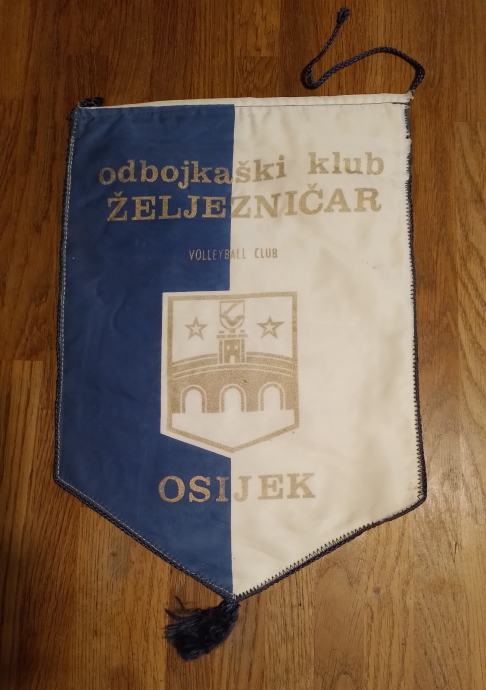 odbojkaški klub
ŽELJEZNIČAR
VOLLEYBALL CLUB
OSIJEK